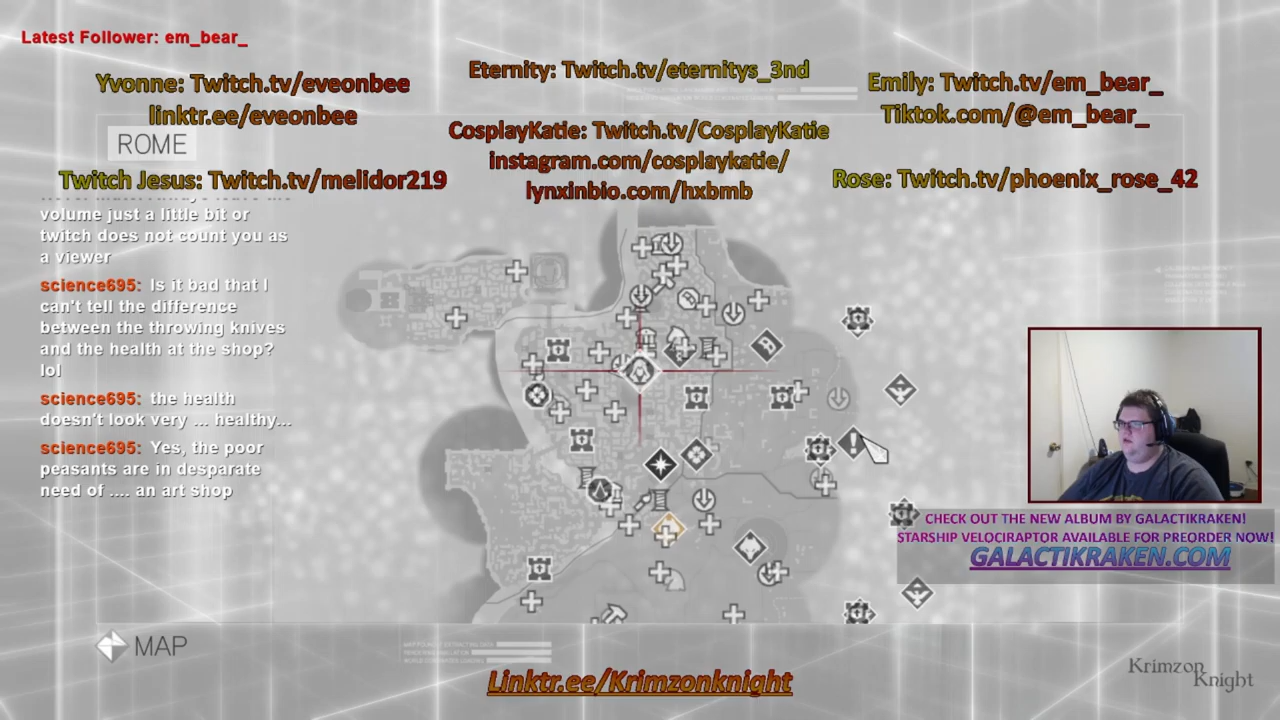 Latest Follower: em_bear_
Yvonne: Twitch.tv/eveonbee
linktr.ee/eveonbee
Eternity: Twitch.tv/eternitys_3nd
Emily: Twitch.tv/em_bear_
Tiktok.com/@em_bear_
CosplayKatie: Twitch.tv/CosplayKatie
instagram.com/cosplaykatie/
lynxinbio.com/hxbmb
ROME
Twitch Jesus: Twitch.tv/melidor219
Rose: Twitch.tv/phoenix_rose_42
volume just a little bit or
twitch does not count you as
a viewer
science695: Is it bad that I
can't tell the difference
between the throwing knives
and the health at the shop?
lol
science695: the health
doesn't look very ... healthy...
science695: Yes, the poor
peasants are in desparate
need of .... an art shop
CHECK OUT THE NEW ALBUM BY GALACTIKRAKEN!
STARSHIP VELOCIRAPTOR AVAILABLE FOR PREORDER NOW!
GALACTIKRAKEN.COM
MAP
Linktr.ee/Krimzonknight
Krimzon
Knight